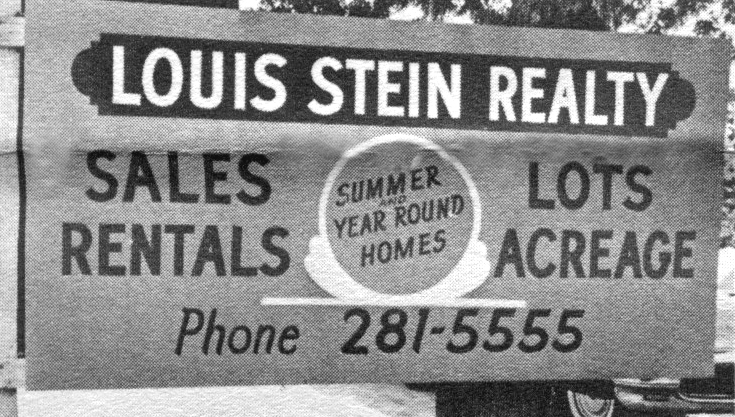 LOUIS STEIN REALTY
SALES
RENTALS
SUMMER
AND
YEAR ROUND
HOMES
LOTS
ACREAGE
Phone 281-5555